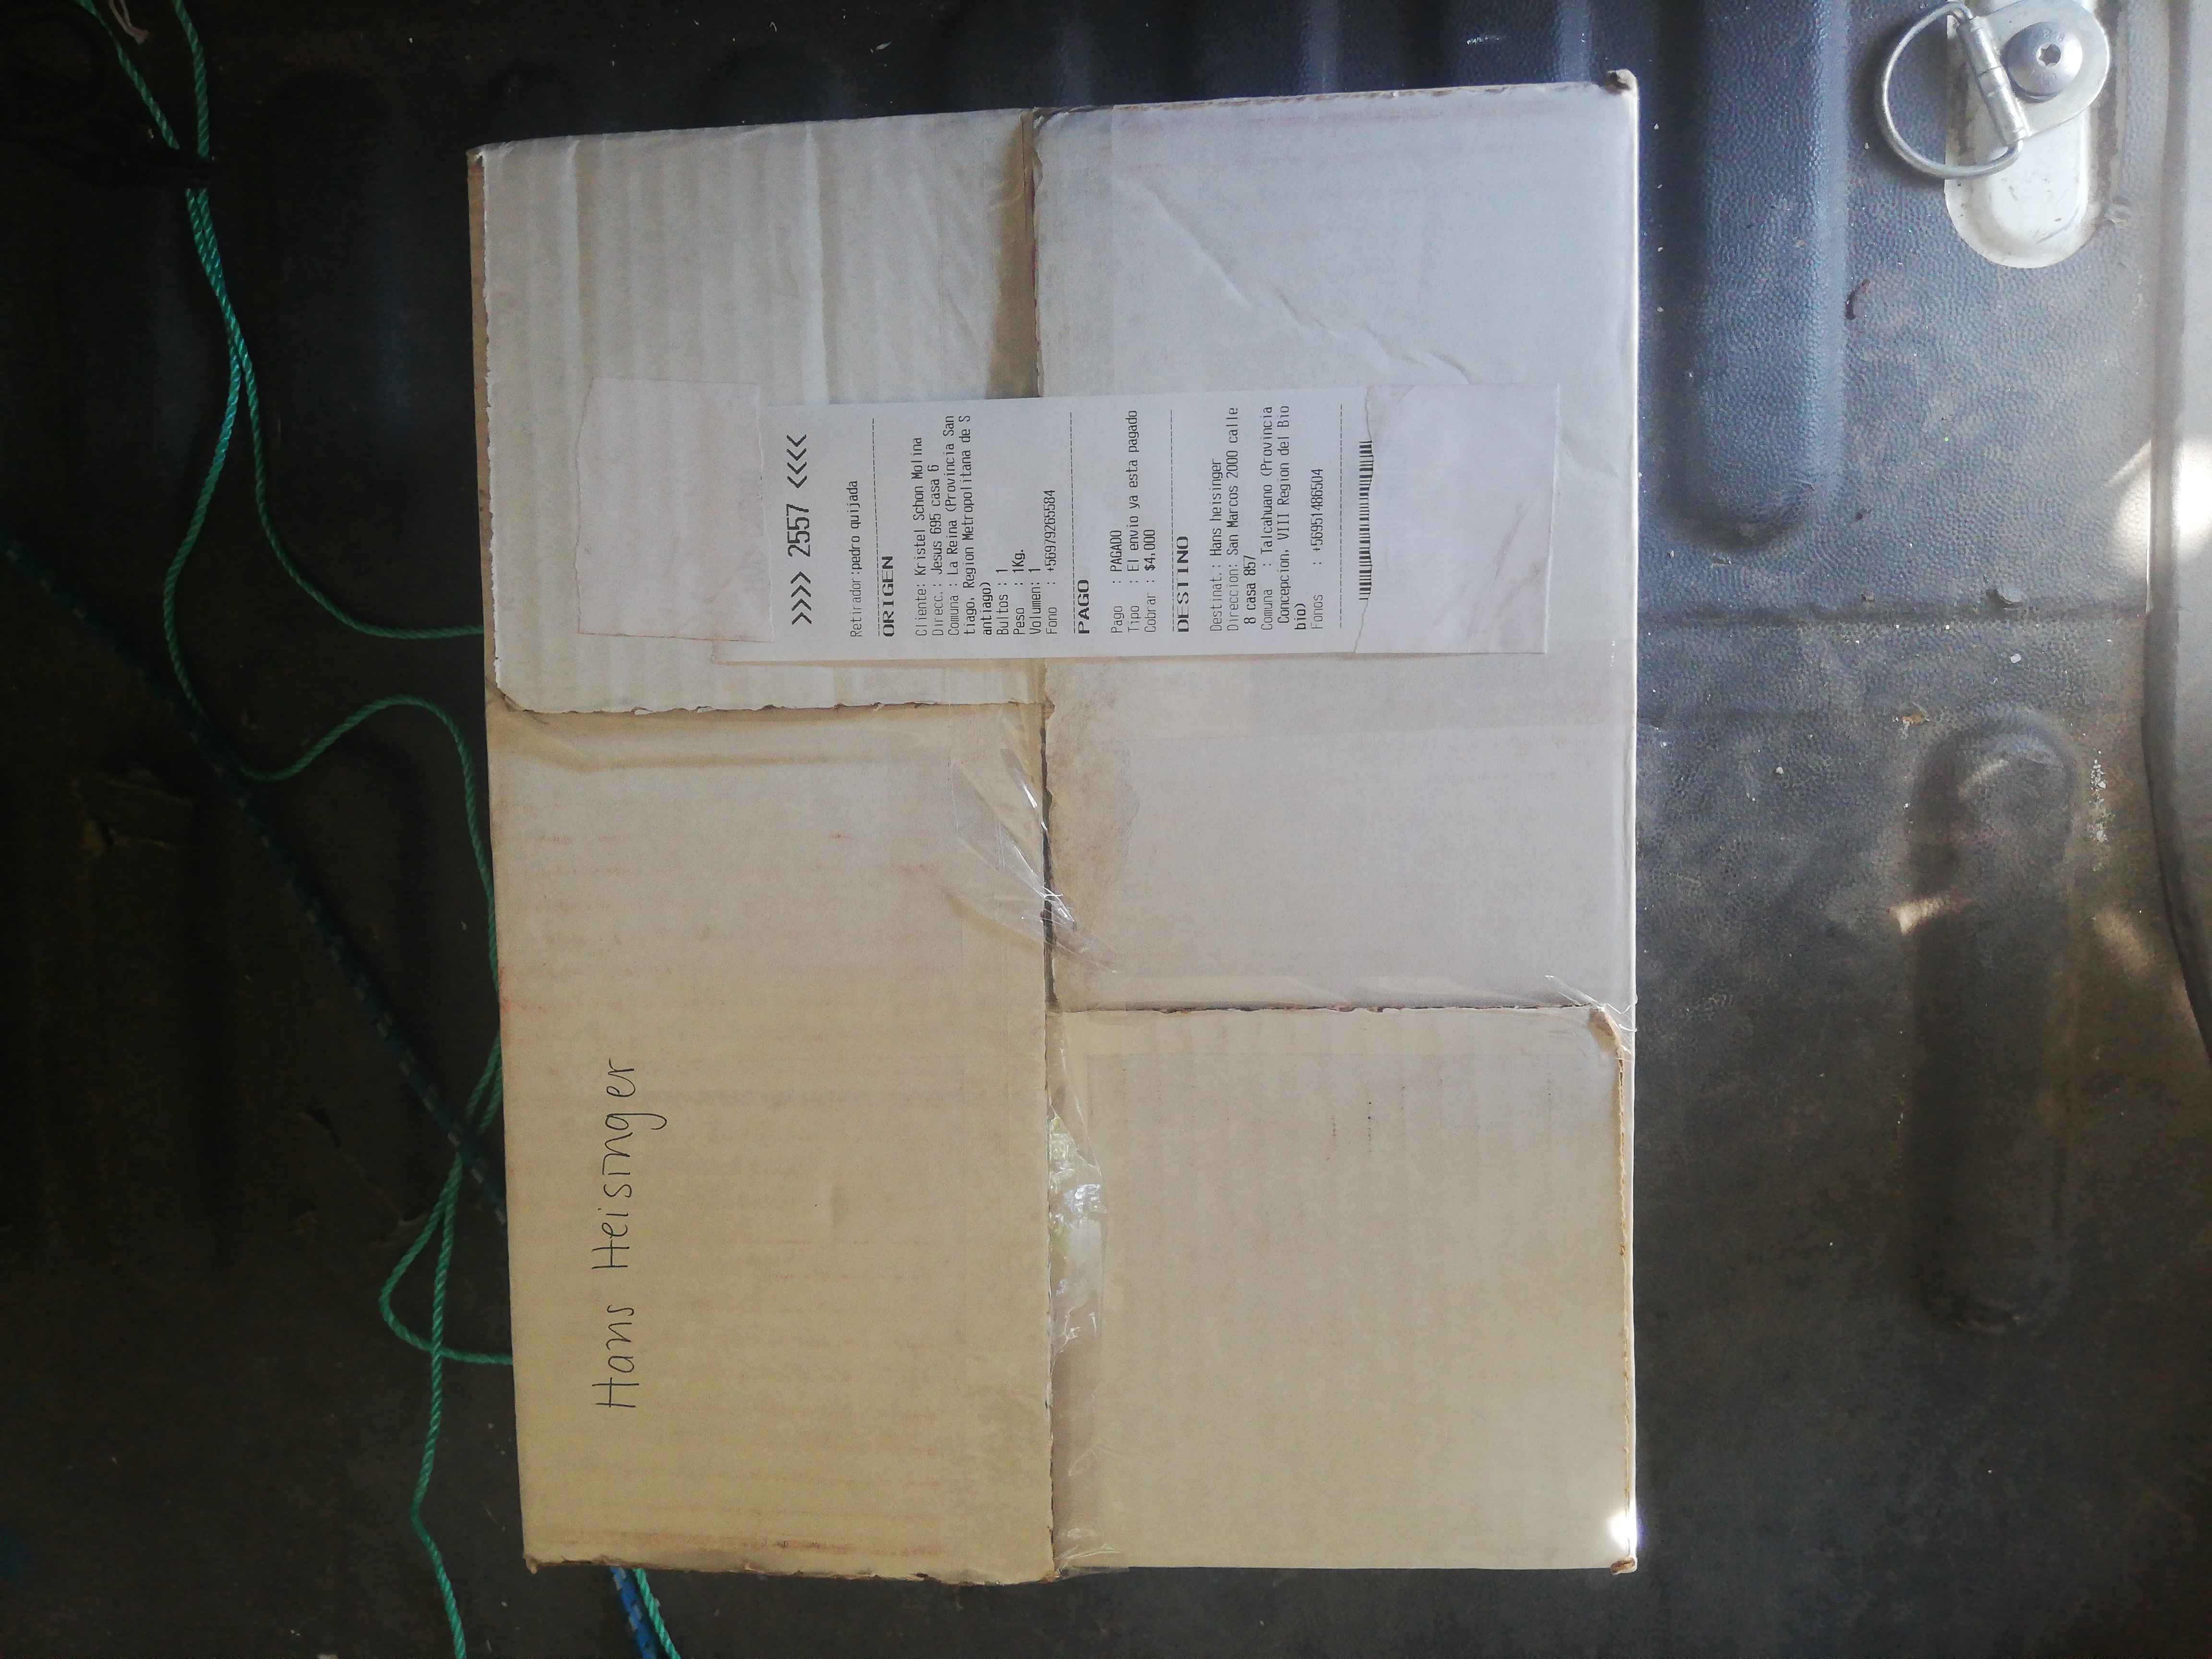 >>>> 2557 <<<<
Retirador:pedro quijada
ORIGEN
Cliente: Kristel Schon Molina
Direcc.: Jesus 695 casa 6
Comuna : La Reina (Provincia San
tiago, Region Metropolitana de S
antiago)
Bultos : 1
Peso : 1Kg.
Volumen: 1
Fono : +56979265584
PAGO
Pago : PAGADO
Tipo : El envio ya esta pagado
Cobrar : $4,000
DESTINO
Destinat.: Hans heisinger
Direccion: San Marcos 2000 calle
8 casa 857
Comuna : Talcahuano (Provincia
Concepcion, VIII Region del Bio
bio)
Fonos : +56951486504
Hans Heisinger